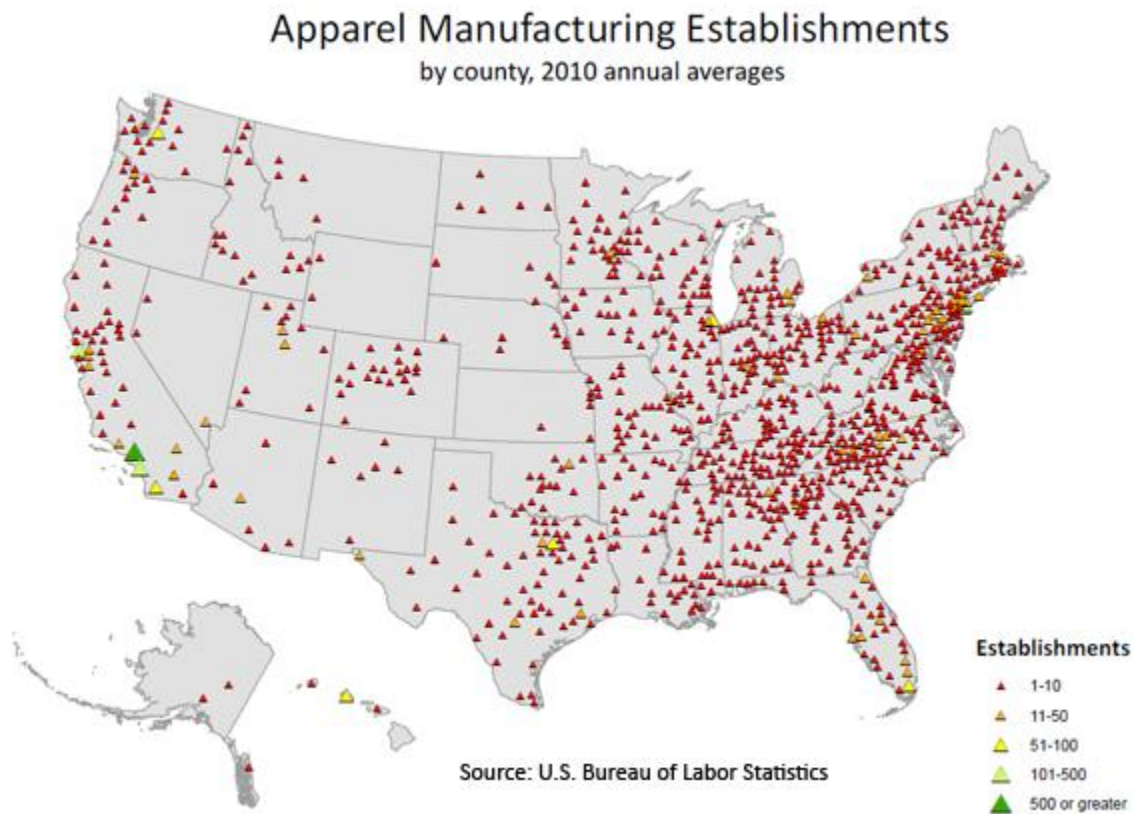 Apparel Manufacturing Establishments
by county, 2010 annual averages
Establishments
1-10
11-50
51-100
101-500
500 or greater
Source: U.S. Bureau of Labor Statistics